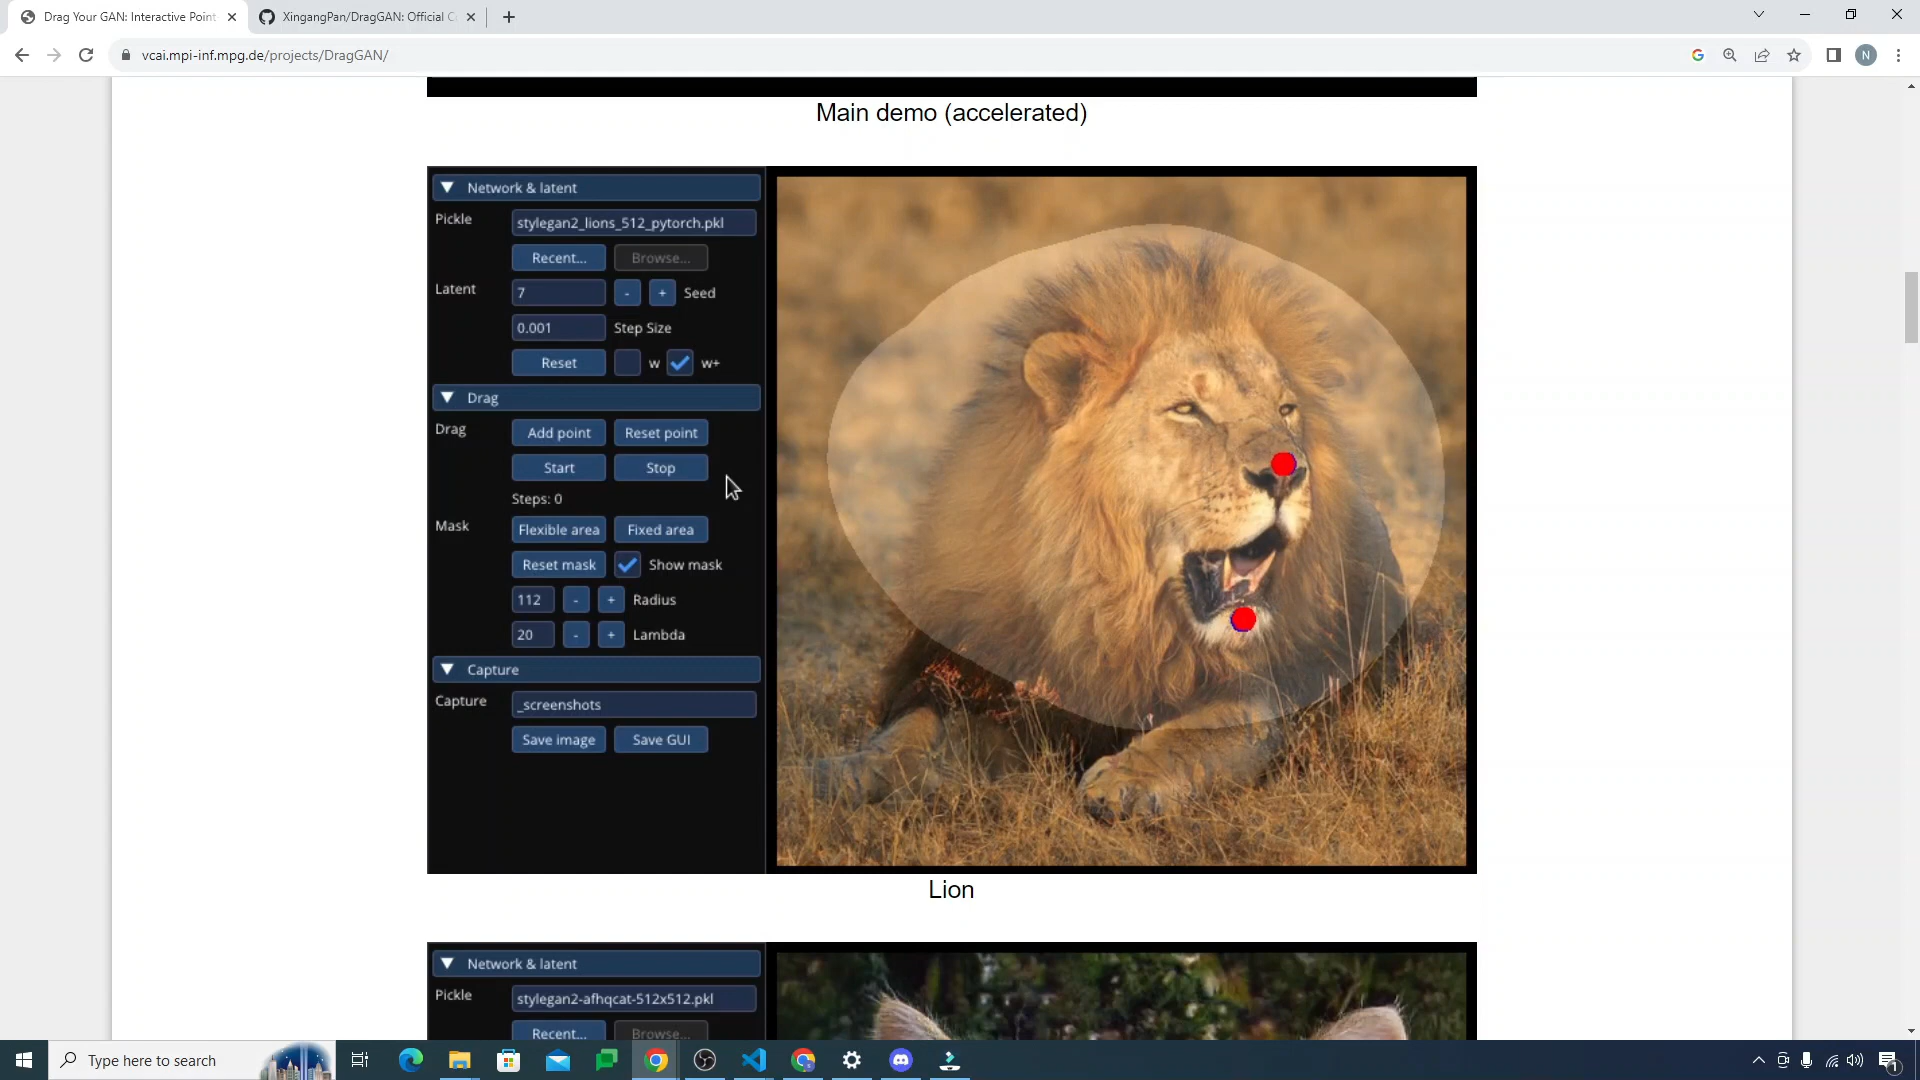 Drag Your GAN: Interactive Point
XingangPan/DragGAN: Official C
vcai.mpi-inf.mpg.de/projects/DragGAN/
N
Main demo (accelerated)
Network & latent
Pickle
stylegan2_lions_512_pytorch.pkl
Recent... Browse...
Latent
7 - + Seed
0.001 Step Size
Reset w w+
Drag
Drag
Add point Reset point
Start Stop
Steps: 0
Mask
Flexible area Fixed area
Reset mask Show mask
112 - + Radius
20 - + Lambda
Capture
Capture
_screenshots
Save image Save GUI
Lion
Network & latent
Pickle
stylegan2-afhqcat-512x512.pkl
Recent... Browse...
Type here to search
1